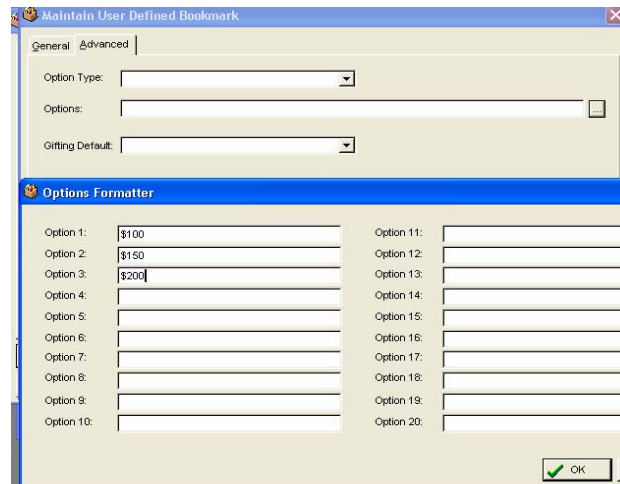 Maintain User Defined Bookmark
General Advanced
Option Type:
Options: ...
Gifting Default:
Options Formatter
Option 1: $100 Option 11:
Option 2: $150 Option 12:
Option 3: $200 Option 13:
Option 4: Option 14:
Option 5: Option 15:
Option 6: Option 16:
Option 7: Option 17:
Option 8: Option 18:
Option 9: Option 19:
Option 10: Option 20:
OK